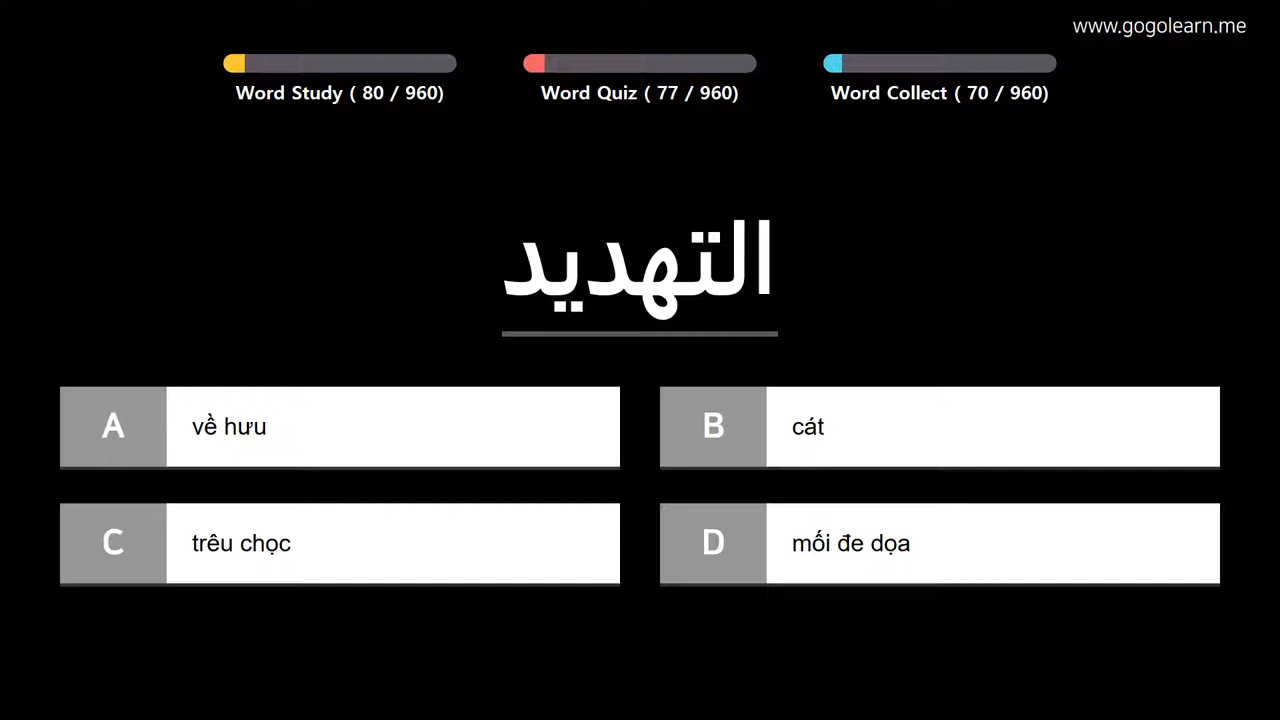 www.gogolearn.me
Word Study ( 80 / 960)
Word Quiz ( 77 / 960)
Word Collect ( 70 / 960)
التهديد
A
về hưu
B
cát
C
trêu chọc
D
mối đe dọa